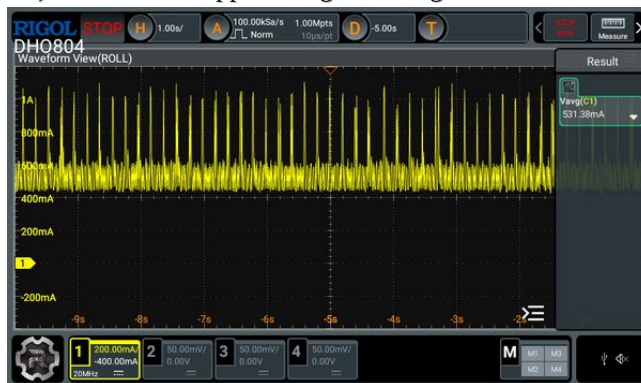 RIGOL STOP H 1.00s/ A 100.00kSa/s 1.00Mpts D -5.00s T STOP RUN Measure
Norm 10μs/pt
DHO804
Waveform View(ROLL) Result
Vavg(C1)
531.38mA
1A
800mA
600mA
400mA
200mA
1
-200mA
-9s -8s -7s -6s -5s -4s -3s
1 200.00mA/ 2 50.00mV/ 3 50.00mV/ 4 50.00mV/ M M1 M3
-400.00mA 0.00V 0.00V 0.00V M2 M4
20MHz